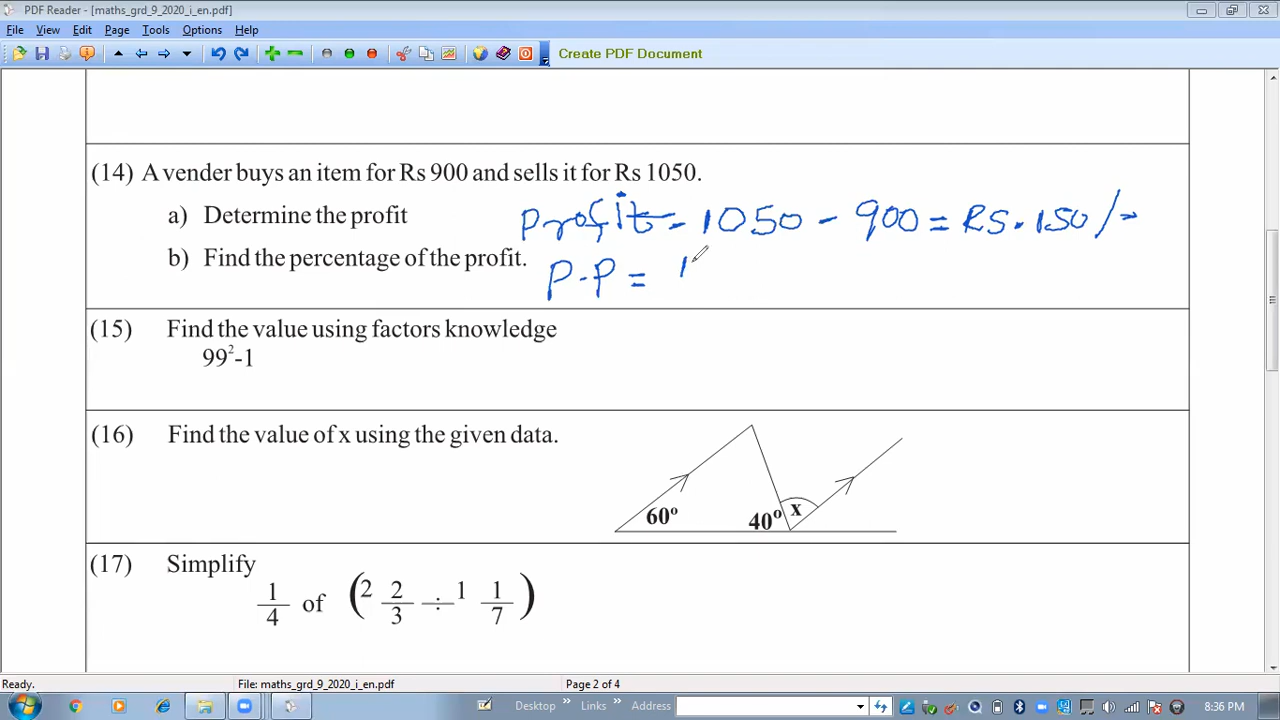 PDF Reader - [maths_grd_9_2020_i_en.pdf]
File View Edit Page Tools Options Help
Create PDF Document
(14) A vender buys an item for Rs 900 and sells it for Rs 1050.
a) Determine the profit
Profit = 1050 - 900 = RS. 150/=
b) Find the percentage of the profit.
P.P = 1
(15) Find the value using factors knowledge
99²-1
(16) Find the value of x using the given data.
60º 40º x
(17) Simplify
1/4 of (2 2/3 ÷ 1 1/7)
Ready. File: maths_grd_9_2020_i_en.pdf Page 2 of 4
Desktop » Links » Address 8:36 PM